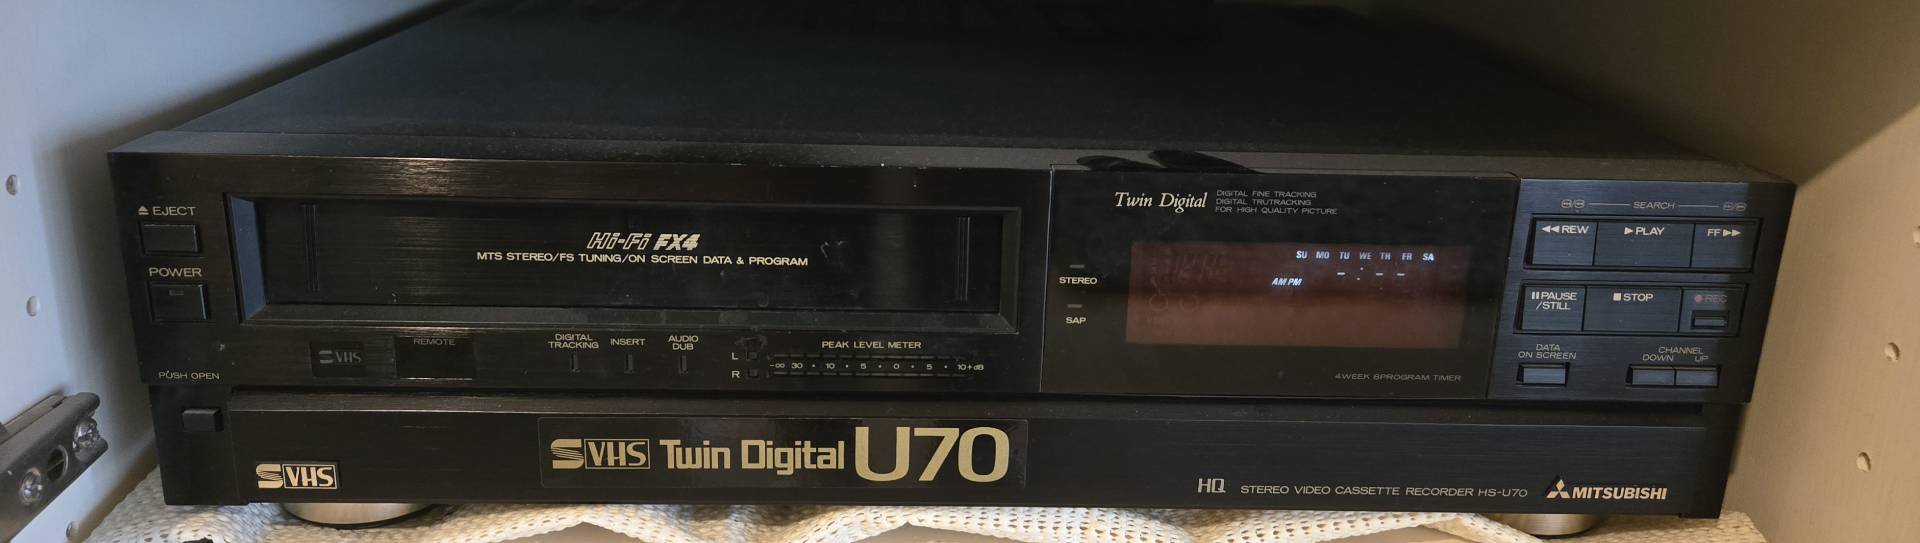 EJECT
POWER
PUSH OPEN
Hi-Fi FX4
MTS STEREO/FS TUNING/ON SCREEN DATA & PROGRAM
S VHS
REMOTE
DIGITAL
TRACKING
INSERT
AUDIO
DUB
PEAK LEVEL METER
L
R
-∞ 30 • 10 • 5 • 0 • 5 • 10+dB
Twin Digital
DIGITAL FINE TRACKING
DIGITAL TRUTRACKING
FOR HIGH QUALITY PICTURE
STEREO
SAP
SU MO TU WE TH FR SA
AM PM
-:--
4WEEK 8PROGRAM TIMER
SEARCH
◀◀ REW
▶ PLAY
FF ▶▶
PAUSE
/STILL
■ STOP
● REC
DATA
ON SCREEN
CHANNEL
DOWN UP
S VHS
S VHS Twin Digital U70
HQ STEREO VIDEO CASSETTE RECORDER HS-U70
MITSUBISHI